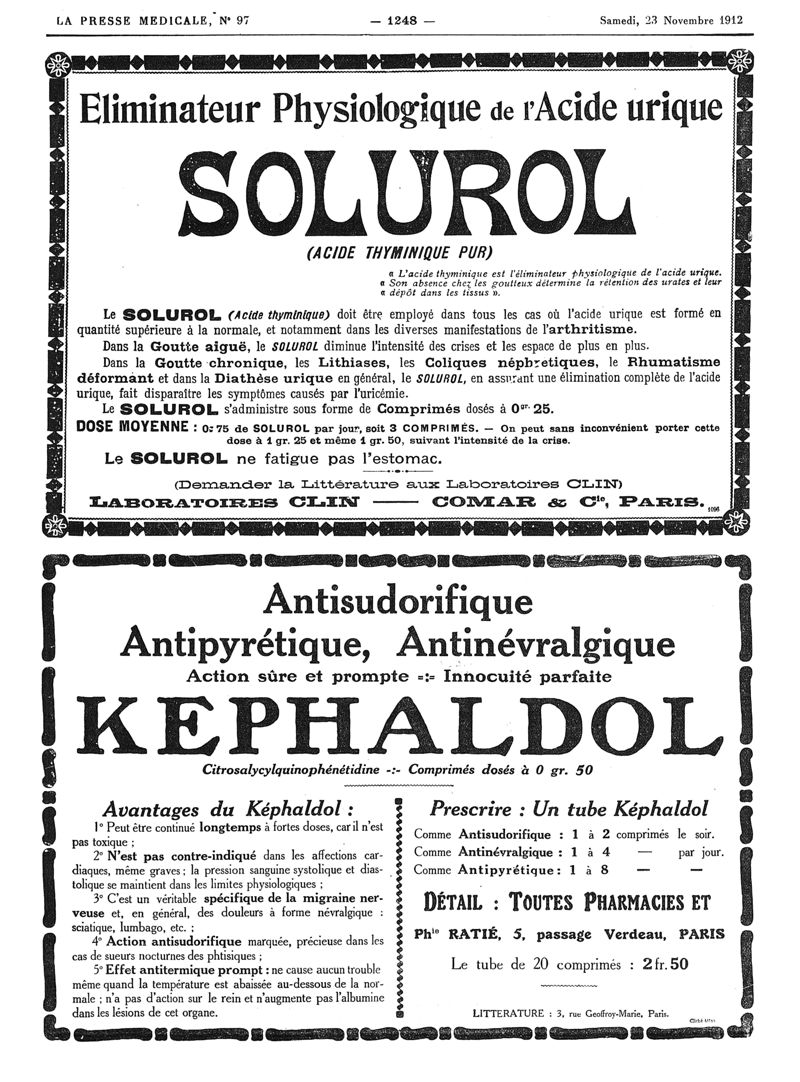 LA PRESSE MEDICALE, N° 97
— 1248 —
Samedi, 23 Novembre 1912
Eliminateur Physiologique de l'Acide urique
SOLUROL
(ACIDE THYMINIQUE PUR)
« L'acide thyminique est l'éliminateur physiologique de l'acide urique.
« Son absence chez les goutteux détermine la rétention des urates et leur
« dépôt dans les tissus ».
Le SOLUROL (Acide thyminique) doit être employé dans tous les cas où l'acide urique est formé en
quantité supérieure à la normale, et notamment dans les diverses manifestations de l'arthritisme.
Dans la Goutte aiguë, le SOLUROL diminue l'intensité des crises et les espace de plus en plus.
Dans la Goutte chronique, les Lithiases, les Coliques néphretiques, le Rhumatisme
déformant et dans la Diathèse urique en général, le SOLUROL, en assurant une élimination complète de l'acide
urique, fait disparaître les symptômes causés par l'uricémie.
Le SOLUROL s'administre sous forme de Comprimés dosés à 0gr. 25.
DOSE MOYENNE : 0g 75 de SOLUROL par jour, soit 3 COMPRIMÉS. — On peut sans inconvénient porter cette
dose à 1 gr. 25 et même 1 gr. 50, suivant l'intensité de la crise.
Le SOLUROL ne fatigue pas l'estomac.
(Demander la Littérature aux Laboratoires CLIN)
LABORATOIRES CLIN — COMAR & Cie, PARIS.
1096
Antisudorifique
Antipyrétique, Antinévralgique
Action sûre et prompte -:- Innocuité parfaite
KEPHALDOL
Citrosalycylquinophénétidine -:- Comprimés dosés à 0 gr. 50
Avantages du Képhaldol :
1° Peut être continué longtemps à fortes doses, car il n'est
pas toxique ;
2° N'est pas contre-indiqué dans les affections car-
diaques, même graves ; la pression sanguine systolique et dias-
tolique se maintient dans les limites physiologiques ;
3° C'est un véritable spécifique de la migraine ner-
veuse et, en général, des douleurs à forme névralgique :
sciatique, lumbago, etc. ;
4° Action antisudorifique marquée, précieuse dans les
cas de sueurs nocturnes des phtisiques ;
5° Effet antithermique prompt : ne cause aucun trouble
même quand la température est abaissée au-dessous de la nor-
male ; n'a pas d'action sur le rein et n'augmente pas l'albumine
dans les lésions de cet organe.
Prescrire : Un tube Képhaldol
Comme Antisudorifique : 1 à 2 comprimés le soir.
Comme Antinévralgique : 1 à 4 — par jour.
Comme Antipyrétique : 1 à 8 — —
DÉTAIL : TOUTES PHARMACIES ET
Phie RATIÉ, 5, passage Verdeau, PARIS
Le tube de 20 comprimés : 2 fr. 50
LITTERATURE : 3, rue Geoffroy-Marie, Paris.